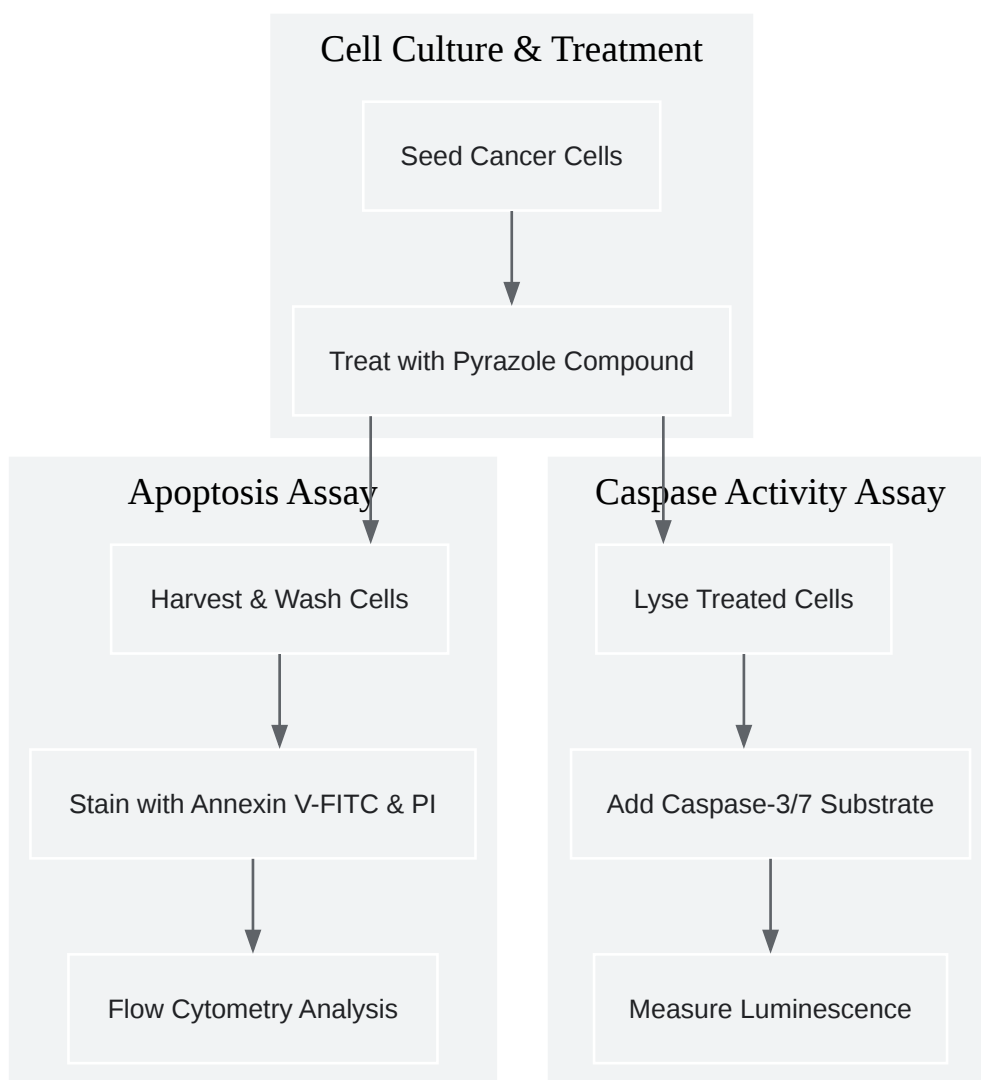 Cell Culture & Treatment
Seed Cancer Cells
Treat with Pyrazole Compound
Apoptosis Assay
Harvest & Wash Cells
Stain with Annexin V-FITC & PI
Flow Cytometry Analysis
Caspase Activity Assay
Lyse Treated Cells
Add Caspase-3/7 Substrate
Measure Luminescence